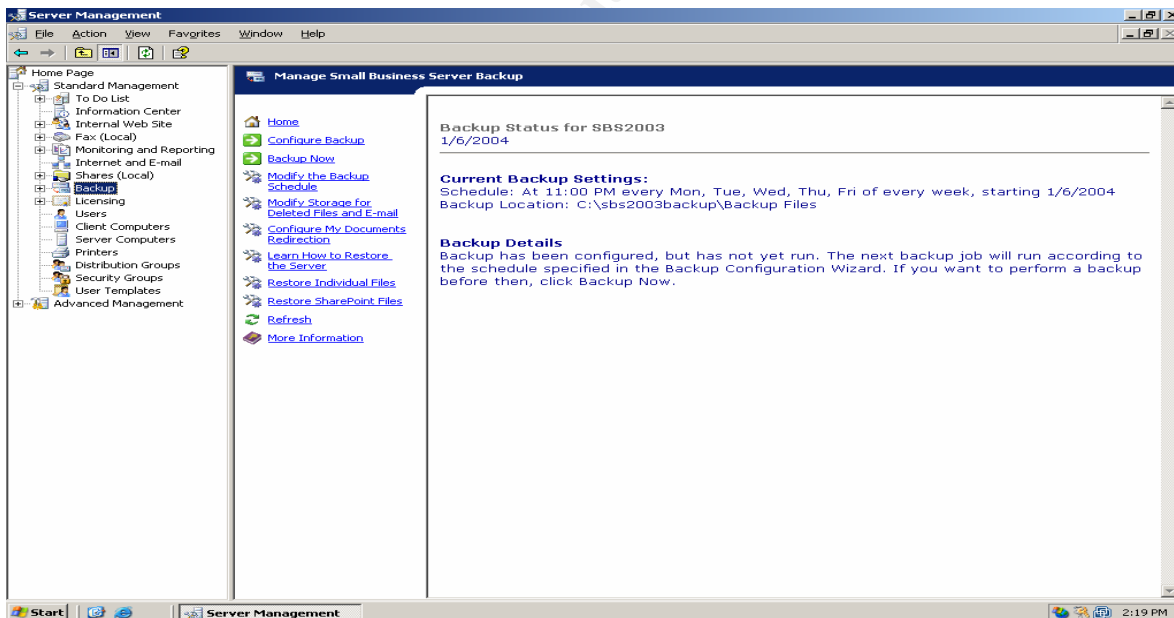 Server Management
File Action View Favorites Window Help
Home Page
Standard Management
To Do List
Information Center
Internal Web Site
Fax (Local)
Monitoring and Reporting
Internet and E-mail
Shares (Local)
Backup
Licensing
Users
Client Computers
Server Computers
Printers
Distribution Groups
Security Groups
User Templates
Advanced Management
Manage Small Business Server Backup
Home
Configure Backup
Backup Now
Modify the Backup
Schedule
Modify Storage for
Deleted Files and E-mail
Configure My Documents
Redirection
Learn How to Restore
the Server
Restore Individual Files
Restore SharePoint Files
Refresh
More Information
Backup Status for SBS2003
1/6/2004
Current Backup Settings:
Schedule: At 11:00 PM every Mon, Tue, Wed, Thu, Fri of every week, starting 1/6/2004
Backup Location: C:\sbs2003backup\Backup Files
Backup Details
Backup has been configured, but has not yet run. The next backup job will run according to
the schedule specified in the Backup Configuration Wizard. If you want to perform a backup
before then, click Backup Now.
Start
Server Management
2:19 PM